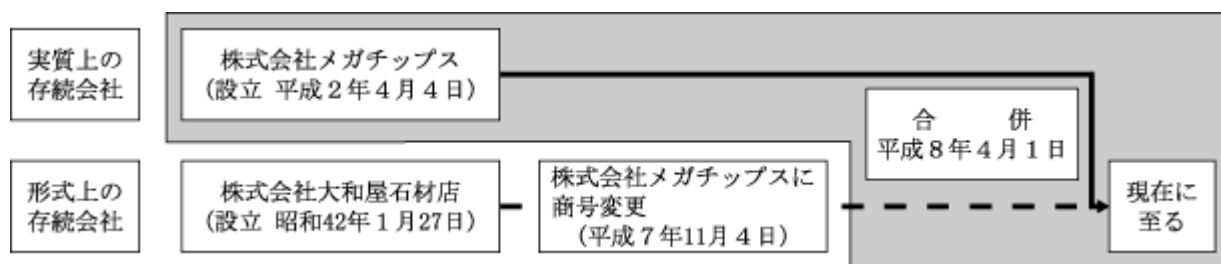 実質上の
存続会社
株式会社メガチップス
(設立 平成2年4月4日)
合 併
平成8年4月1日
形式上の
存続会社
株式会社大和屋石材店
(設立 昭和42年1月27日)
株式会社メガチップスに
商号変更
(平成7年11月4日)
現在に
至る